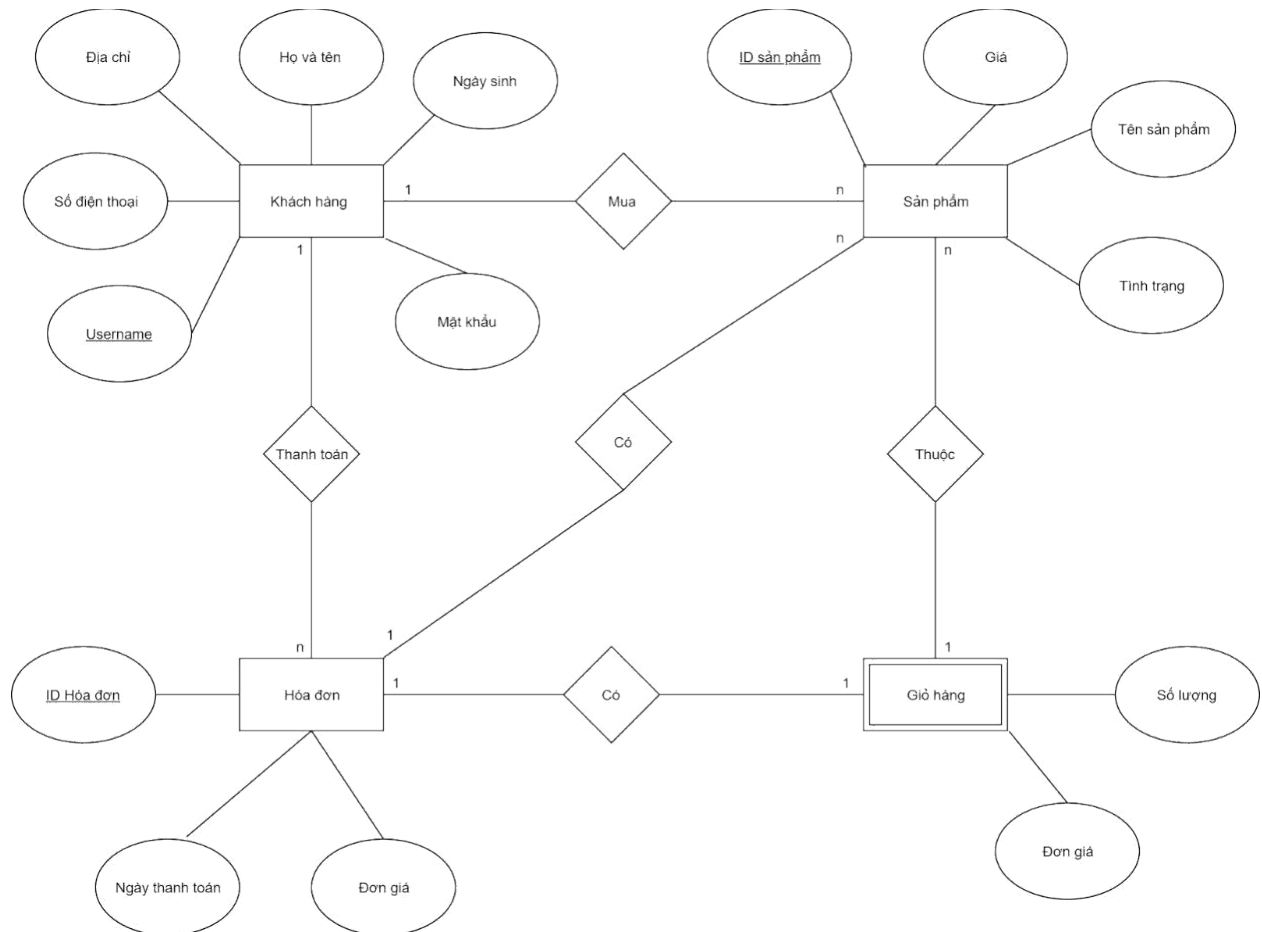 Địa chỉ
Họ và tên
Ngày sinh
ID sản phẩm
Giá
Tên sản phẩm
Số điện thoại
Khách hàng
1
Mua
n
Sản phẩm
1
n
n
Tình trạng
Username
Mật khẩu
Thanh toán
Có
Thuộc
n
1
1
ID Hóa đơn
Hóa đơn
1
Có
1
Giỏ hàng
Số lượng
Ngày thanh toán
Đơn giá
Đơn giá